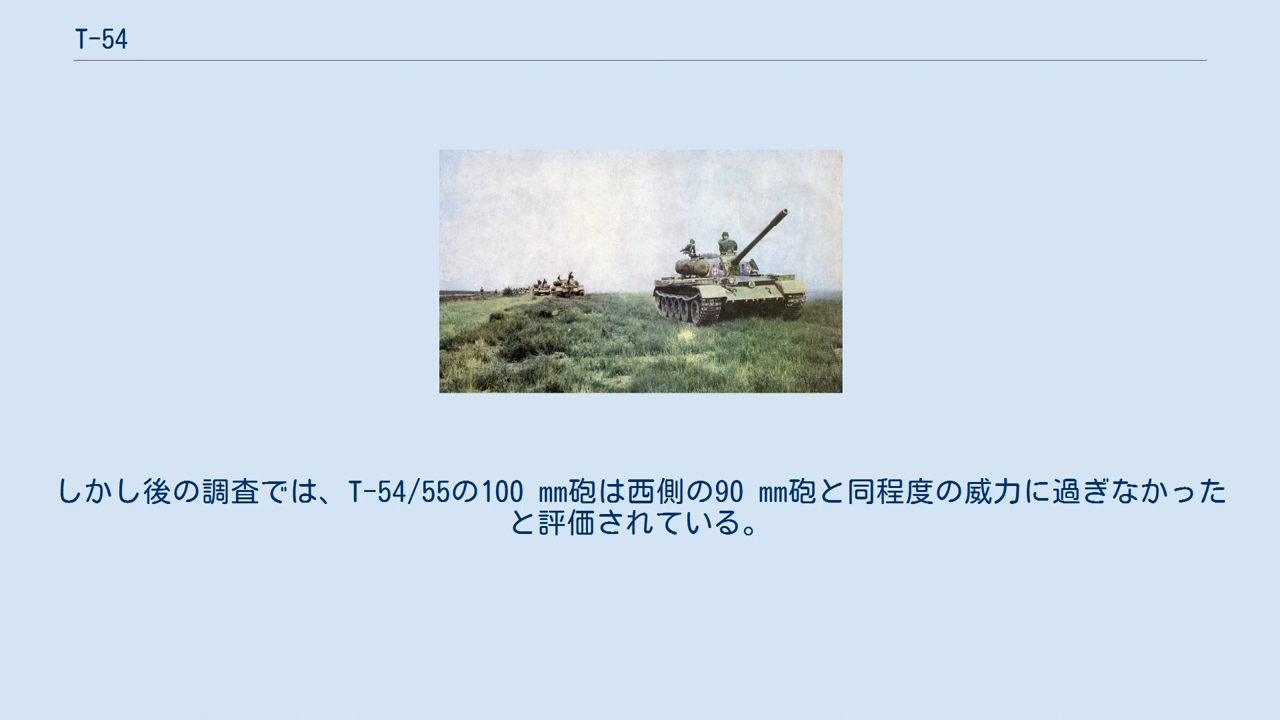 T-54
しかし後の調査では、T-54/55の100 mm砲は西側の90 mm砲と同程度の威力に過ぎなかった
と評価されている。